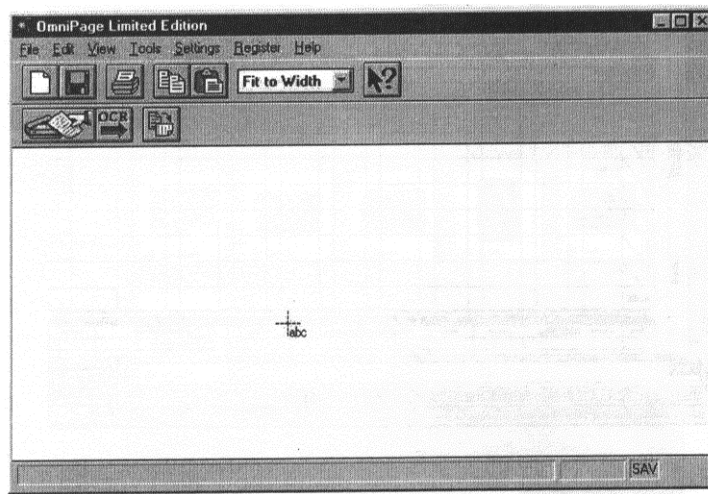 OmniPage Limited Edition
File Edit View Tools Settings Register Help
Fit to Width
OCR
abc
SAV